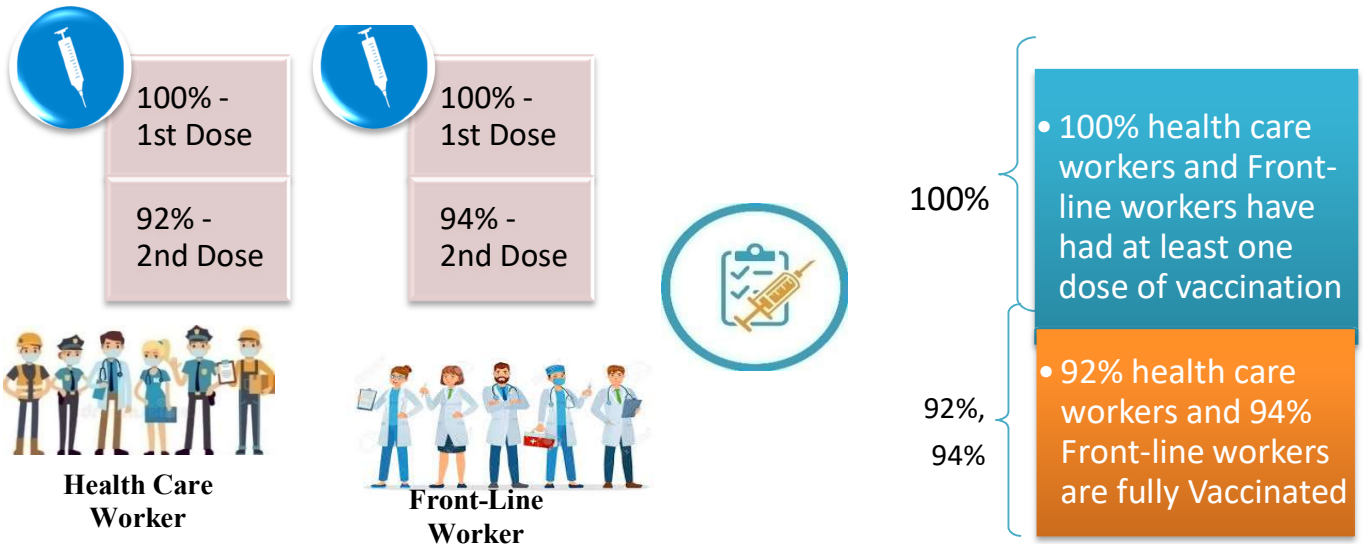 100% -
1st Dose
92% -
2nd Dose
100% -
1st Dose
94% -
2nd Dose
Health Care
Worker
Front-Line
Worker
100%
• 100% health care
workers and Front-
line workers have
had at least one
dose of vaccination
92%,
94%
• 92% health care
workers and 94%
Front-line workers
are fully Vaccinated